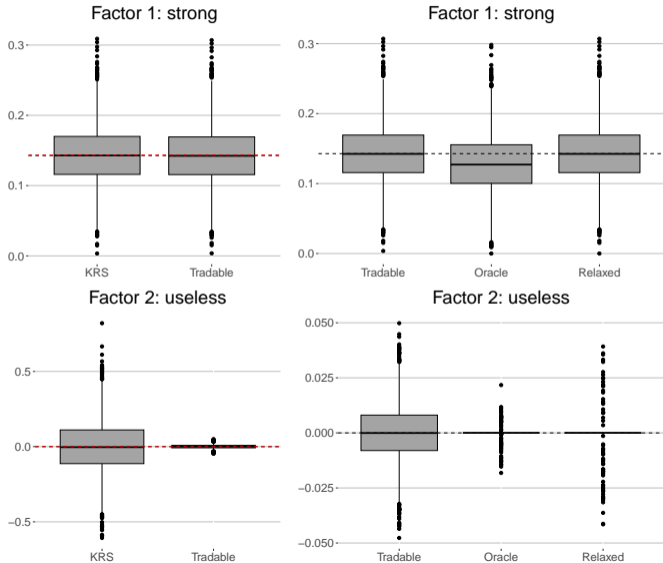 Factor 1: strong
0.3
0.2
0.1
0.0
KRS Tradable
Factor 1: strong
0.3
0.2
0.1
0.0
Tradable Oracle Relaxed
Factor 2: useless
0.5
0.0
−0.5
KRS Tradable
Factor 2: useless
0.050
0.025
0.000
−0.025
−0.050
Tradable Oracle Relaxed